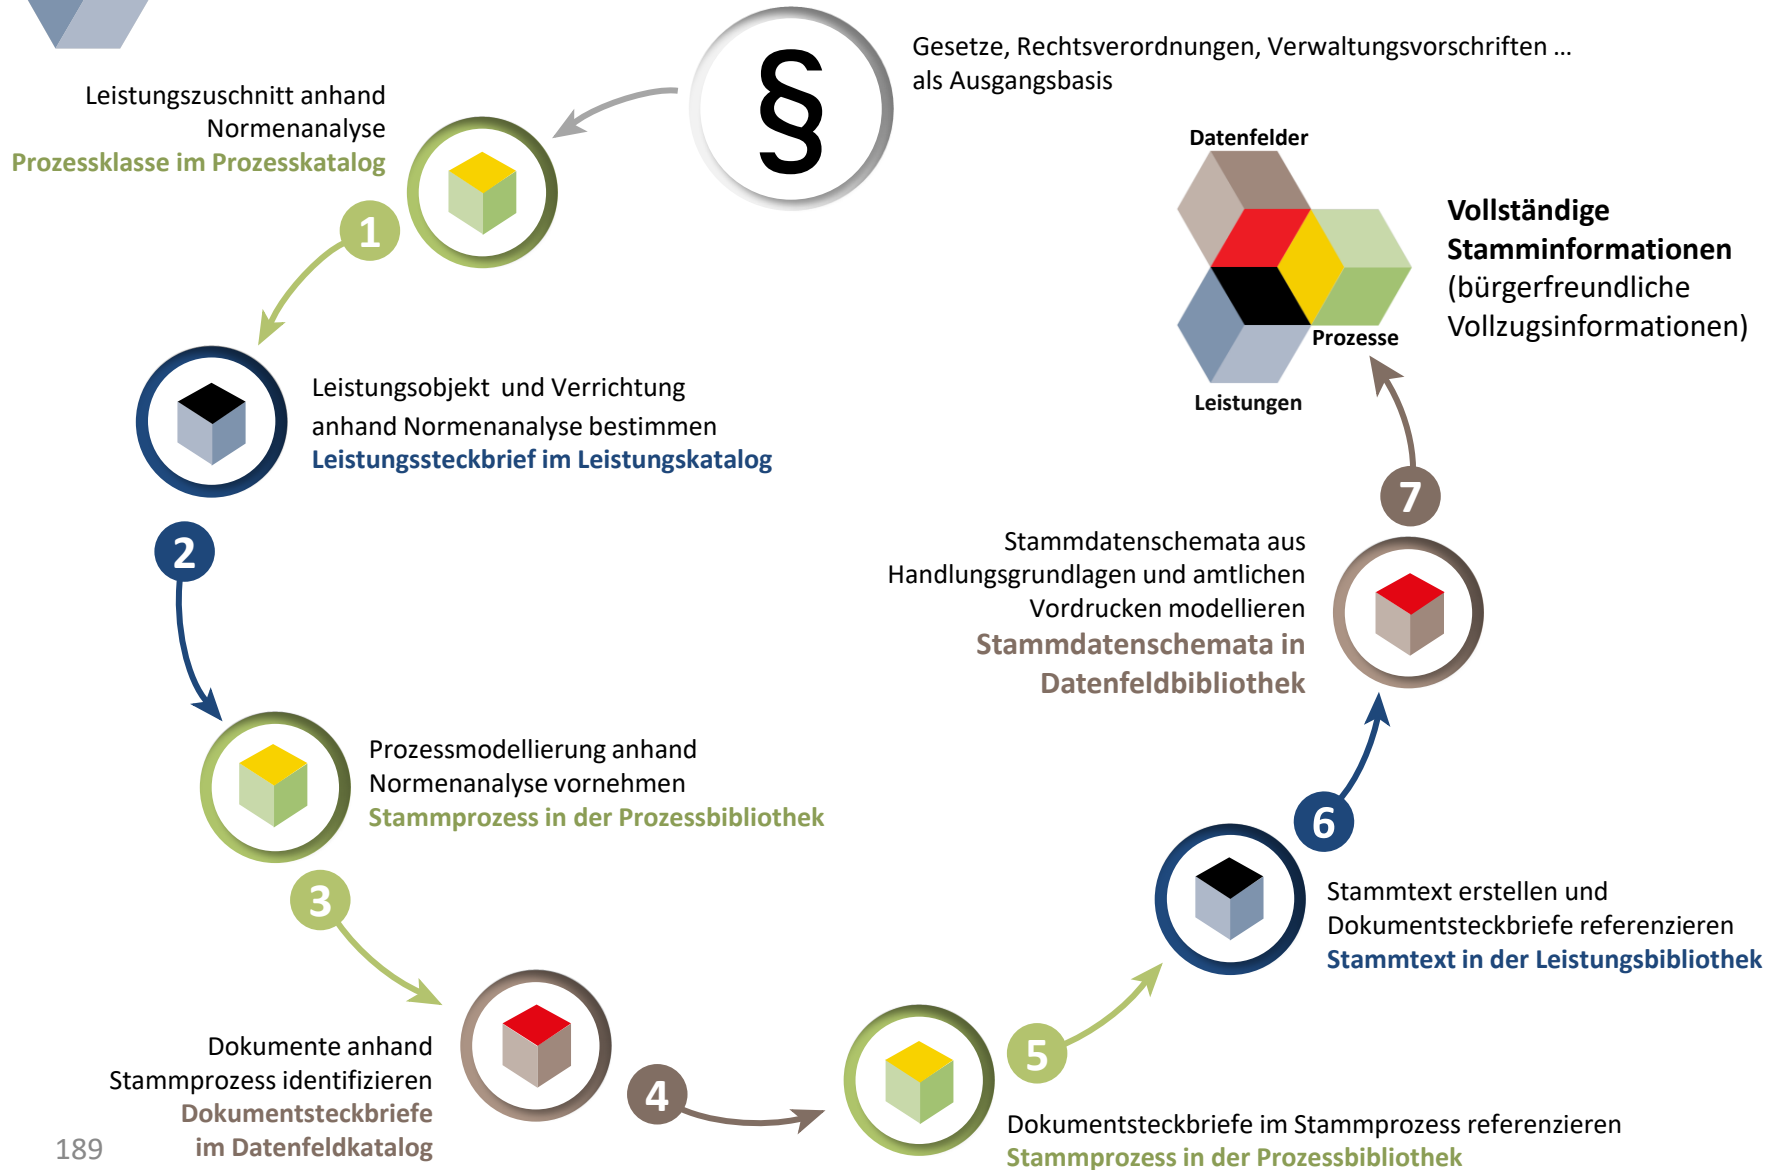 §
Gesetze, Rechtsverordnungen, Verwaltungsvorschriften ...
als Ausgangsbasis
Leistungszuschnitt anhand
Normenanalyse
Prozessklasse im Prozesskatalog
1
Leistungsobjekt und Verrichtung
anhand Normenanalyse bestimmen
Leistungssteckbrief im Leistungskatalog
2
Prozessmodellierung anhand
Normenanalyse vornehmen
Stammprozess in der Prozessbibliothek
3
Dokumente anhand
Stammprozess identifizieren
Dokumentsteckbriefe
im Datenfeldkatalog
4
Dokumentsteckbriefe im Stammprozess referenzieren
Stammprozess in der Prozessbibliothek
5
Stammtext erstellen und
Dokumentsteckbriefe referenzieren
Stammtext in der Leistungsbibliothek
6
Stammdatenschemata aus
Handlungsgrundlagen und amtlichen
Vordrucken modellieren
Stammdatenschemata in
Datenfeldbibliothek
7
Datenfelder
Prozesse
Leistungen
Vollständige
Stamminformationen
(bürgerfreundliche
Vollzugsinformationen)
189